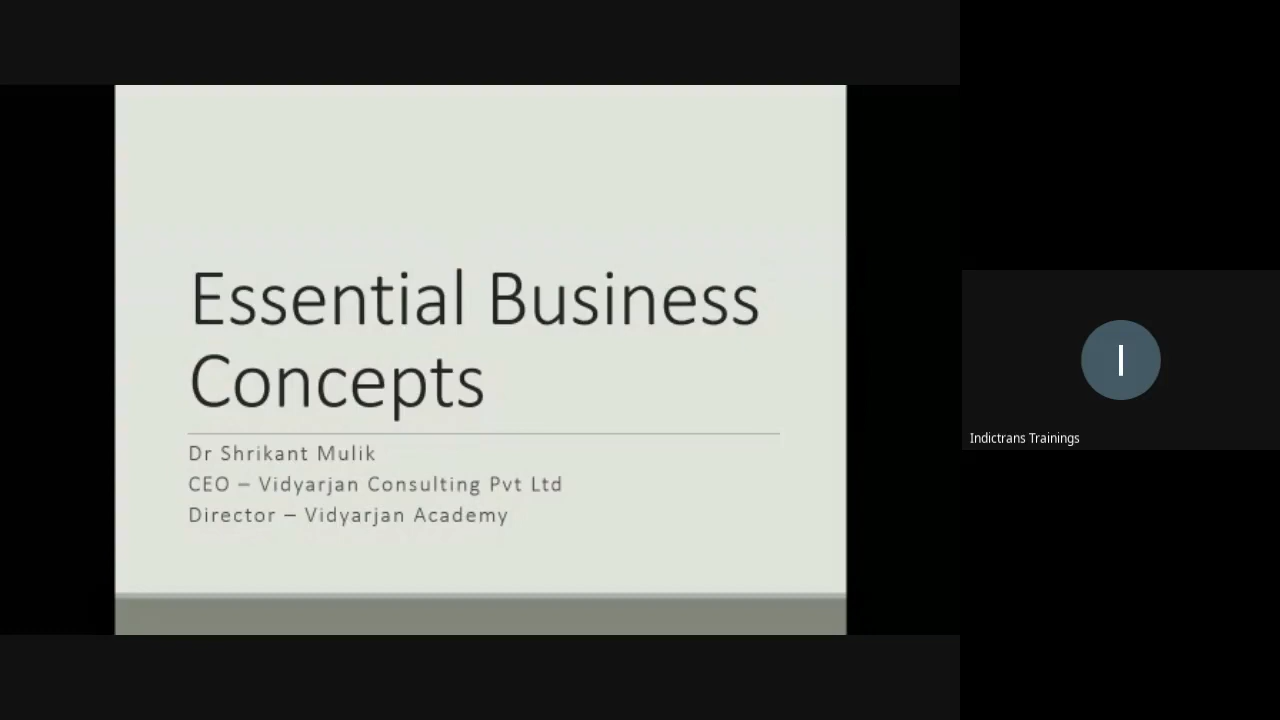 Essential Business
Concepts
Dr Shrikant Mulik
CEO – Vidyarjan Consulting Pvt Ltd
Director – Vidyarjan Academy
I
Indictrans Trainings